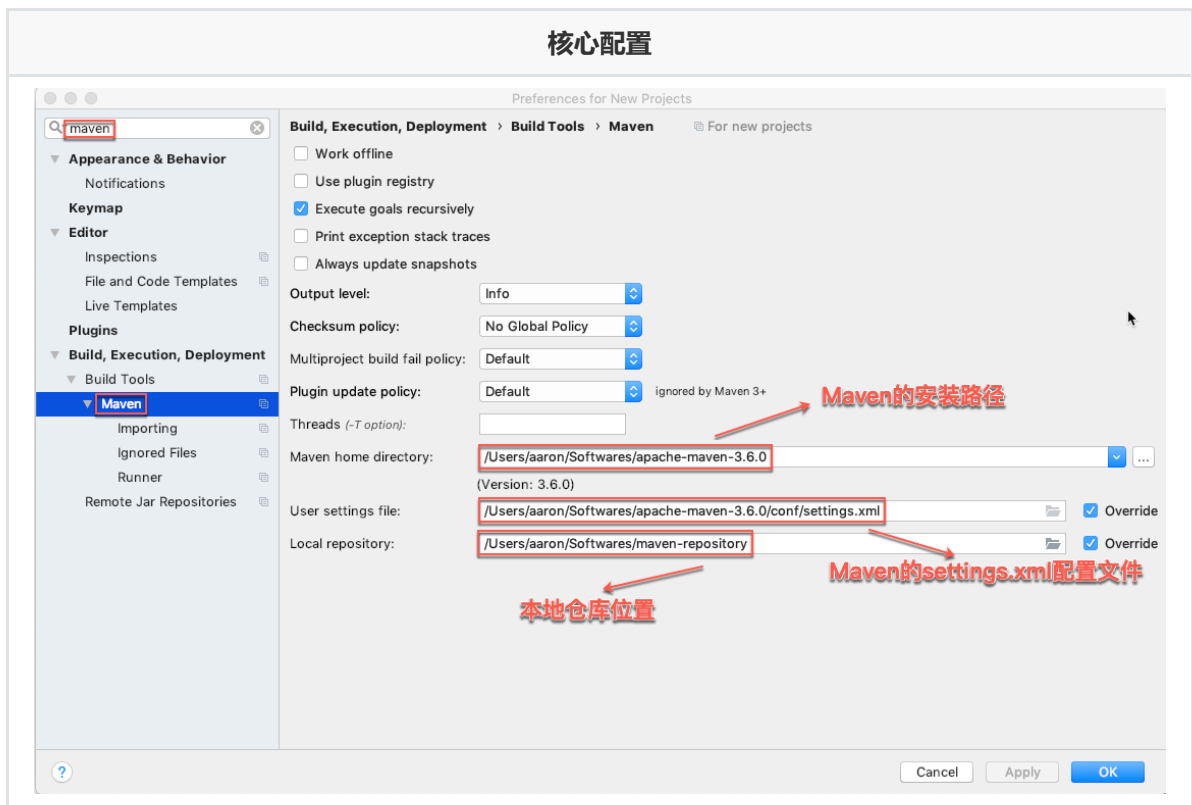 核心配置
Preferences for New Projects
maven
Build, Execution, Deployment › Build Tools › Maven For new projects
Work offline
Appearance & Behavior
Use plugin registry
Notifications
Keymap
Execute goals recursively
Editor
Print exception stack traces
Inspections
Always update snapshots
File and Code Templates
Output level: Info
Live Templates
Plugins
Checksum policy: No Global Policy
Build, Execution, Deployment
Multiproject build fail policy: Default
Build Tools
Plugin update policy: Default ignored by Maven 3+
Maven的安装路径
Maven
Importing
Threads (-T option):
Ignored Files
Maven home directory: /Users/aaron/Softwares/apache-maven-3.6.0 ...
Runner
(Version: 3.6.0)
Remote Jar Repositories
User settings file: /Users/aaron/Softwares/apache-maven-3.6.0/conf/settings.xml Override
Local repository: /Users/aaron/Softwares/maven-repository Override
Maven的settings.xml配置文件
本地仓库位置
? Cancel Apply OK